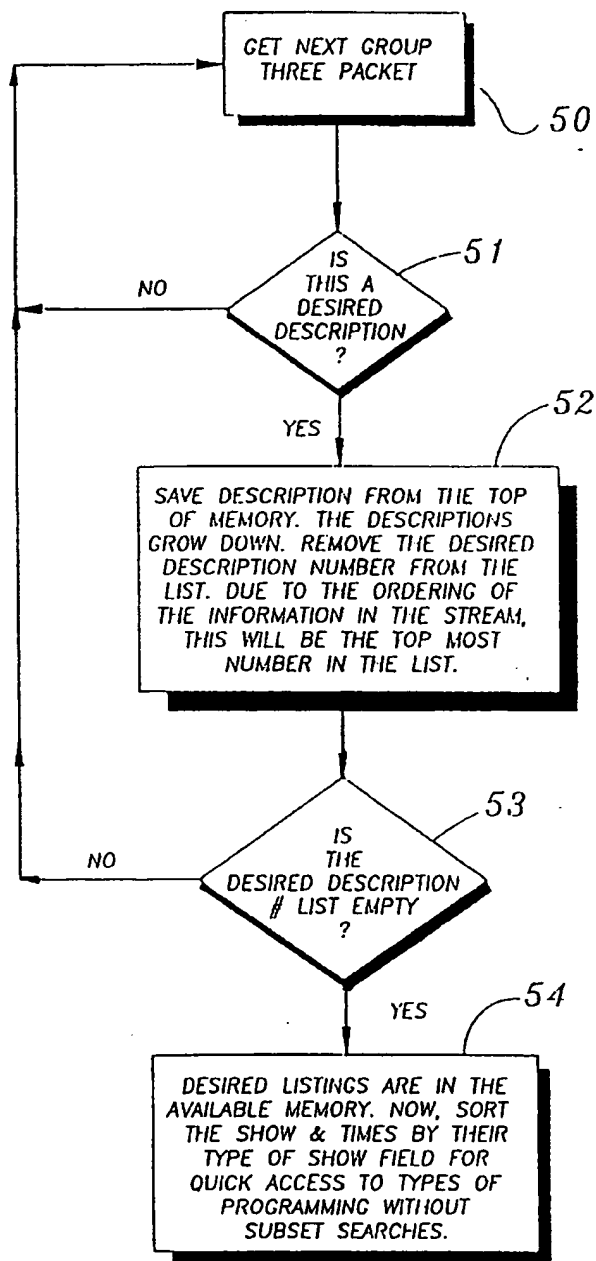 GET NEXT GROUP
THREE PACKET
50
IS
THIS A
DESIRED
DESCRIPTION
?
51
NO
YES
52
SAVE DESCRIPTION FROM THE TOP
OF MEMORY. THE DESCRIPTIONS
GROW DOWN. REMOVE THE DESIRED
DESCRIPTION NUMBER FROM THE
LIST. DUE TO THE ORDERING OF
THE INFORMATION IN THE STREAM,
THIS WILL BE THE TOP MOST
NUMBER IN THE LIST.
53
IS
THE
DESIRED DESCRIPTION
# LIST EMPTY
?
NO
YES
54
DESIRED LISTINGS ARE IN THE
AVAILABLE MEMORY. NOW, SORT
THE SHOW & TIMES BY THEIR
TYPE OF SHOW FIELD FOR
QUICK ACCESS TO TYPES OF
PROGRAMMING WITHOUT
SUBSET SEARCHES.